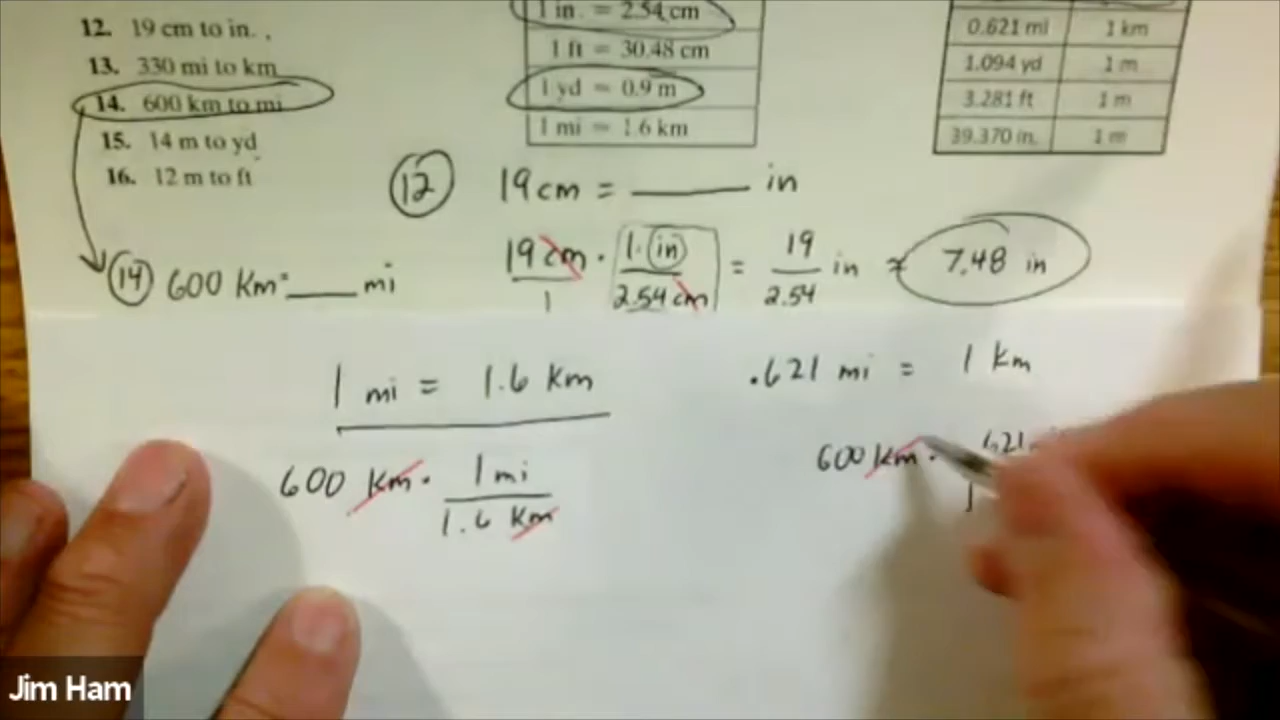 12. 19 cm to in.
13. 330 mi to km
14. 600 km to mi
15. 14 m to yd
16. 12 m to ft
1 in. = 2.54 cm
1 ft = 30.48 cm
1 yd = 0.9 m
1 mi = 1.6 km
0.621 mi 1 km
1.094 yd 1 m
3.281 ft 1 m
39.370 in. 1 m
12 19 cm = ____ in
19 cm / 1 · 1 in / 2.54 cm = 19 / 2.54 in ≈ 7.48 in
14 600 Km = ____ mi
1 mi = 1.6 Km
600 Km · 1 mi / 1.6 Km
.621 mi = 1 Km
600 Km · .621
1
Jim Ham